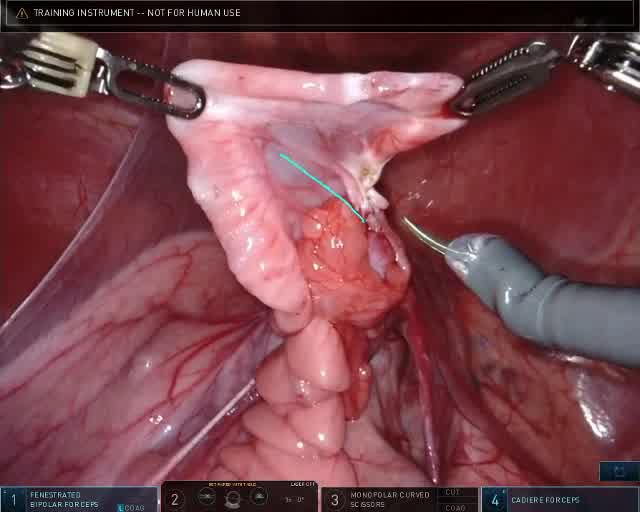 TRAINING INSTRUMENT -- NOT FOR HUMAN USE
1 FENESTRATED
BIPOLAR FORCEPS
COAG
2
3 MONOPOLAR CURVED
SCISSORS
CUT
COAG
4 CADIERE FORCEPS